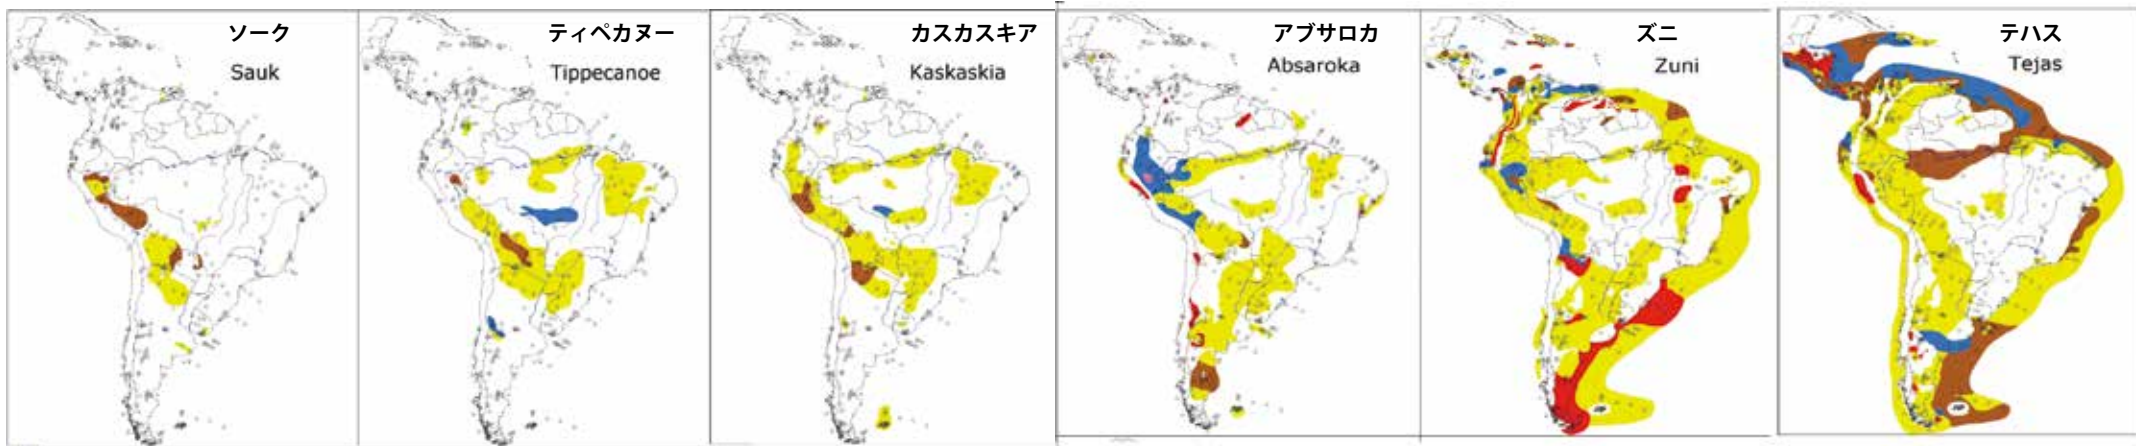 ソーク
Sauk
ティペカヌー
Tippecanoe
カスカスキア
Kaskaskia
アブサロカ
Absaroka
ズニ
Zuni
テハス
Tejas